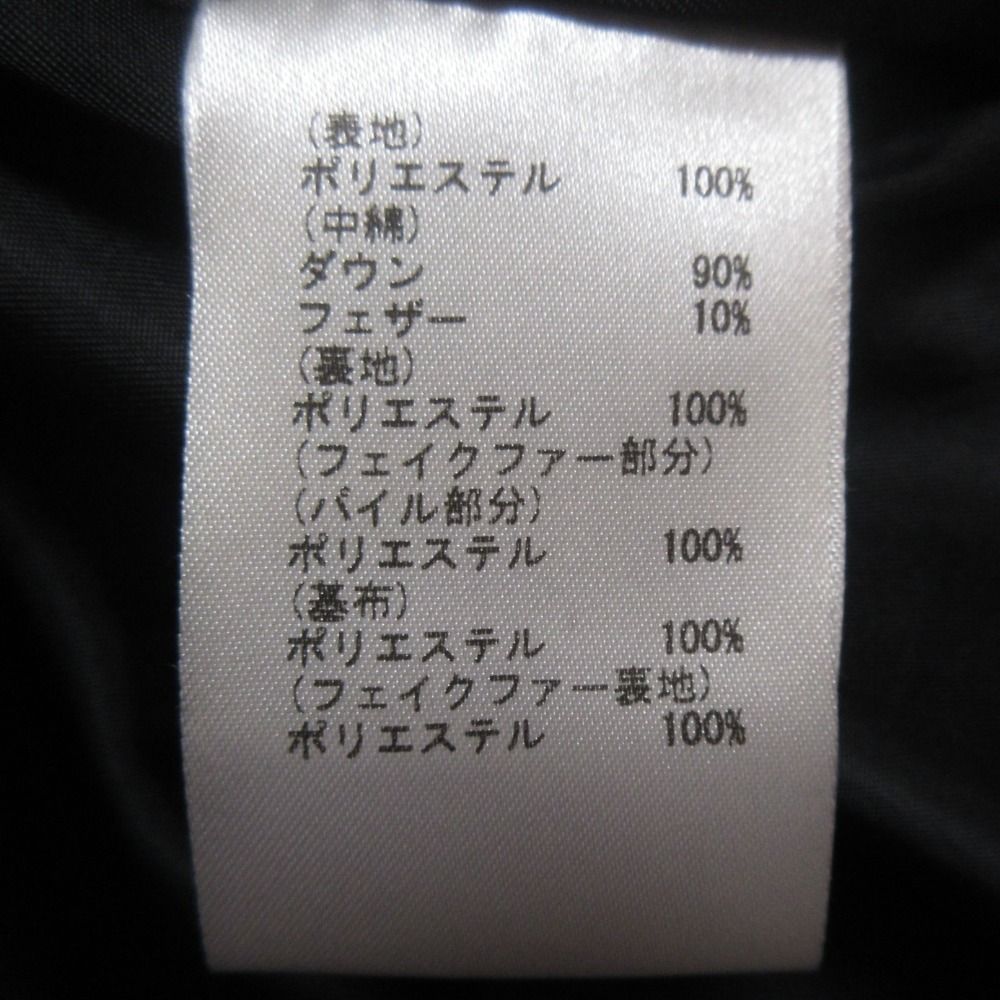 (表地)
ポリエステル 100%
(中綿)
ダウン 90%
フェザー 10%
(裏地)
ポリエステル 100%
(フェイクファー部分)
(パイル部分)
ポリエステル 100%
(基布)
ポリエステル 100%
(フェイクファー裏地)
ポリエステル 100%